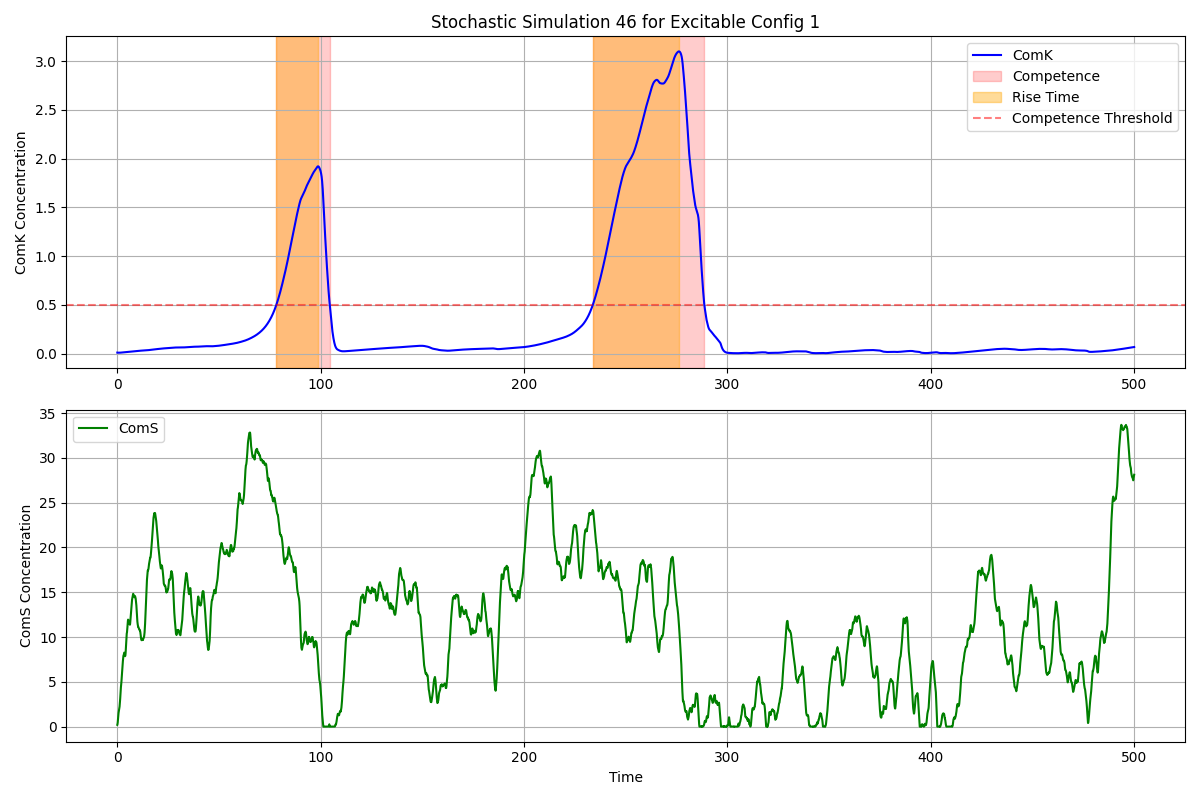 Stochastic Simulation 46 for Excitable Config 1
ComK Concentration
3.0
2.5
2.0
1.5
1.0
0.5
0.0
ComK
Competence
Rise Time
Competence Threshold
0 100 200 300 400 500
ComS Concentration
35
30
25
20
15
10
5
0
ComS
0 100 200 300 400 500
Time